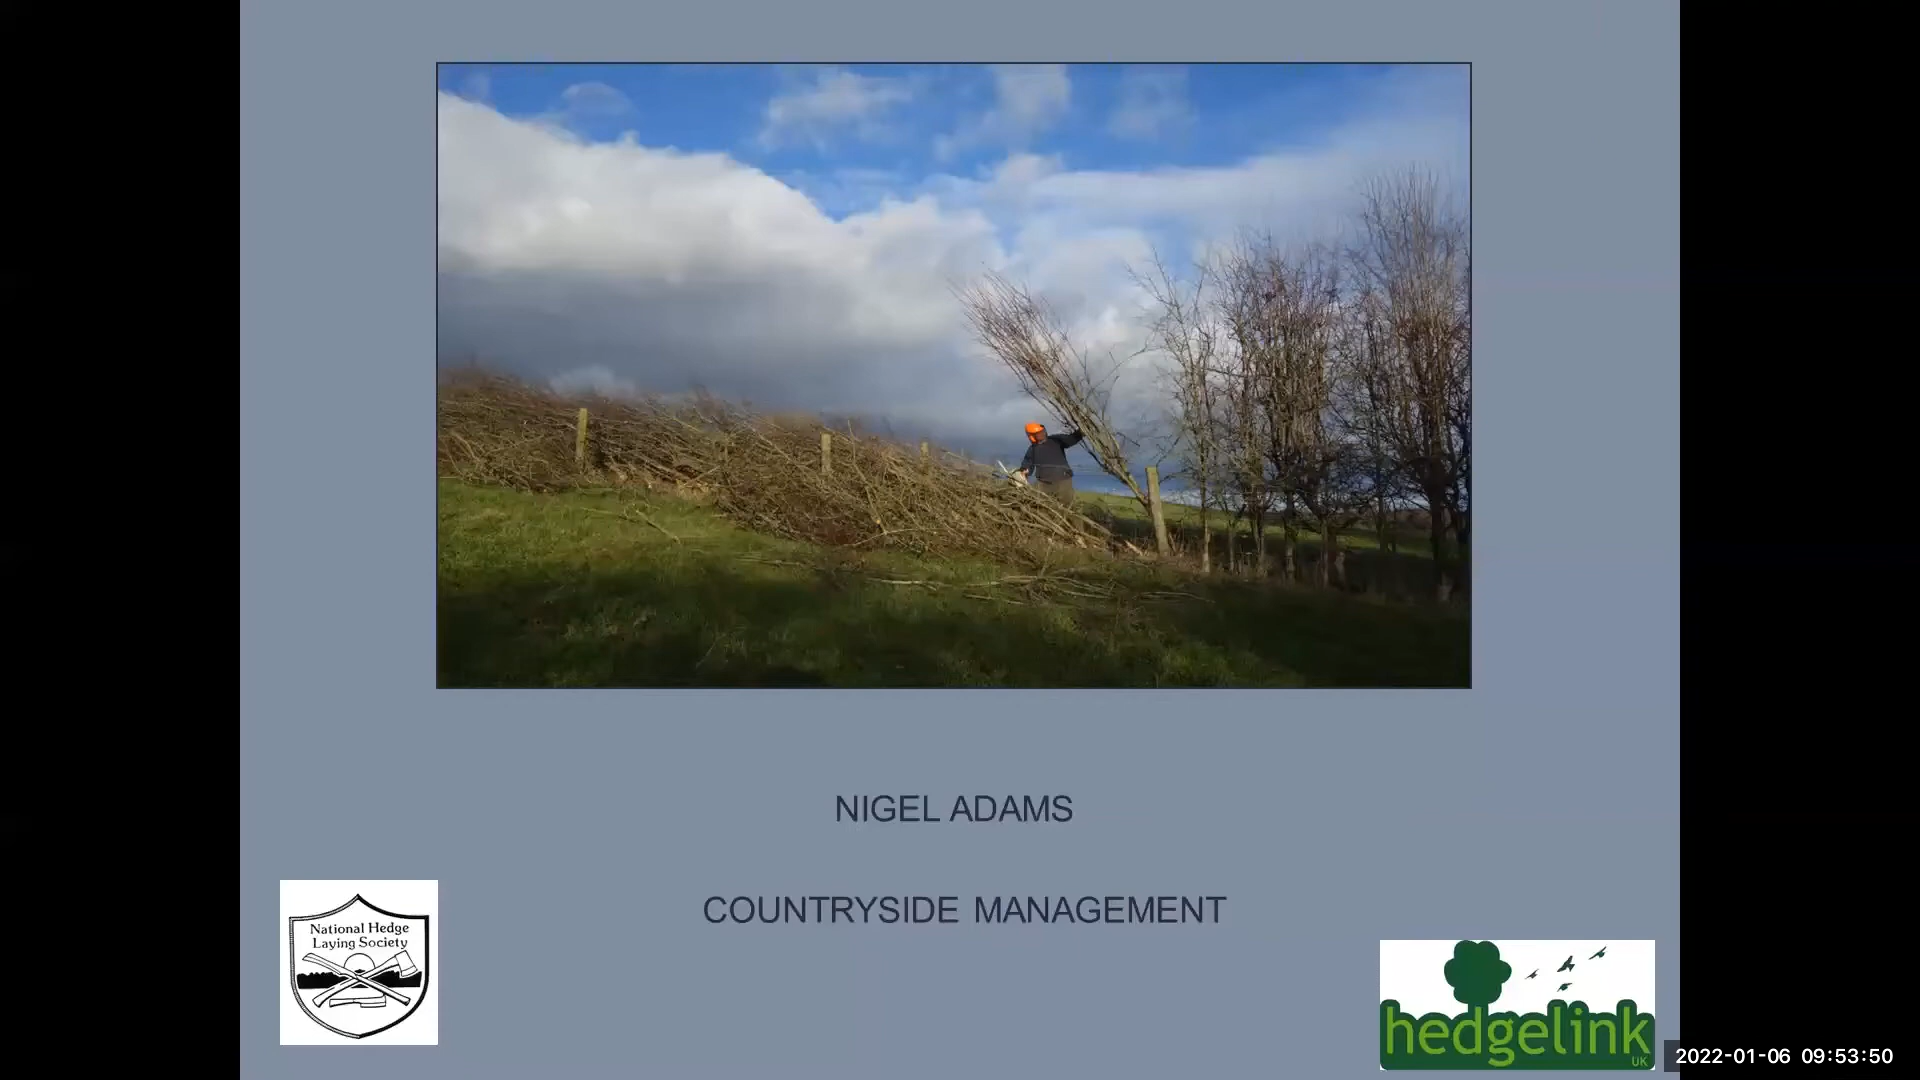 NIGEL ADAMS
COUNTRYSIDE MANAGEMENT
National Hedge
Laying Society
hedgelink
UK
2022-01-06 09:53:50